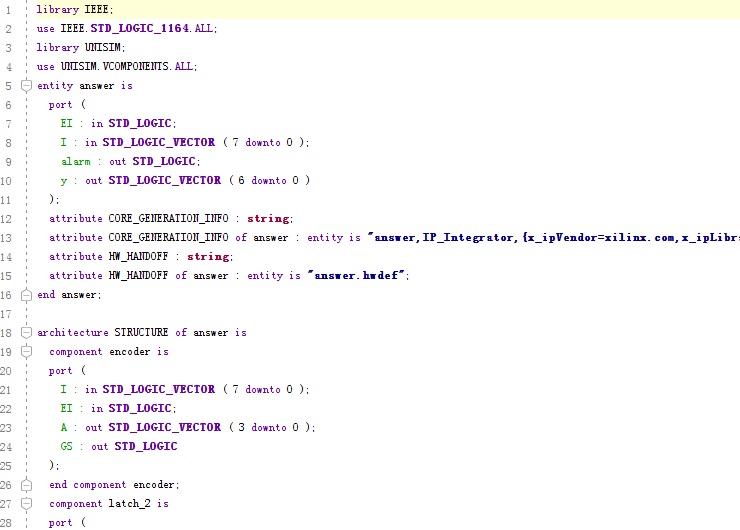 1 library IEEE;
2 use IEEE.STD_LOGIC_1164.ALL;
3 library UNISIM;
4 use UNISIM.VCOMPONENTS.ALL;
5 entity answer is
6 port (
7 EI : in STD_LOGIC;
8 I : in STD_LOGIC_VECTOR ( 7 downto 0 );
9 alarm : out STD_LOGIC;
10 y : out STD_LOGIC_VECTOR ( 6 downto 0 )
11 );
12 attribute CORE_GENERATION_INFO : string;
13 attribute CORE_GENERATION_INFO of answer : entity is "answer,IP_Integrator,{x_ipVendor=xilinx.com,x_ipLibr
14 attribute HW_HANDOFF : string;
15 attribute HW_HANDOFF of answer : entity is "answer.hwdef";
16 end answer;
17
18 architecture STRUCTURE of answer is
19 component encoder is
20 port (
21 I : in STD_LOGIC_VECTOR ( 7 downto 0 );
22 EI : in STD_LOGIC;
23 A : out STD_LOGIC_VECTOR ( 3 downto 0 );
24 GS : out STD_LOGIC
25 );
26 end component encoder;
27 component latch_2 is
28 port (